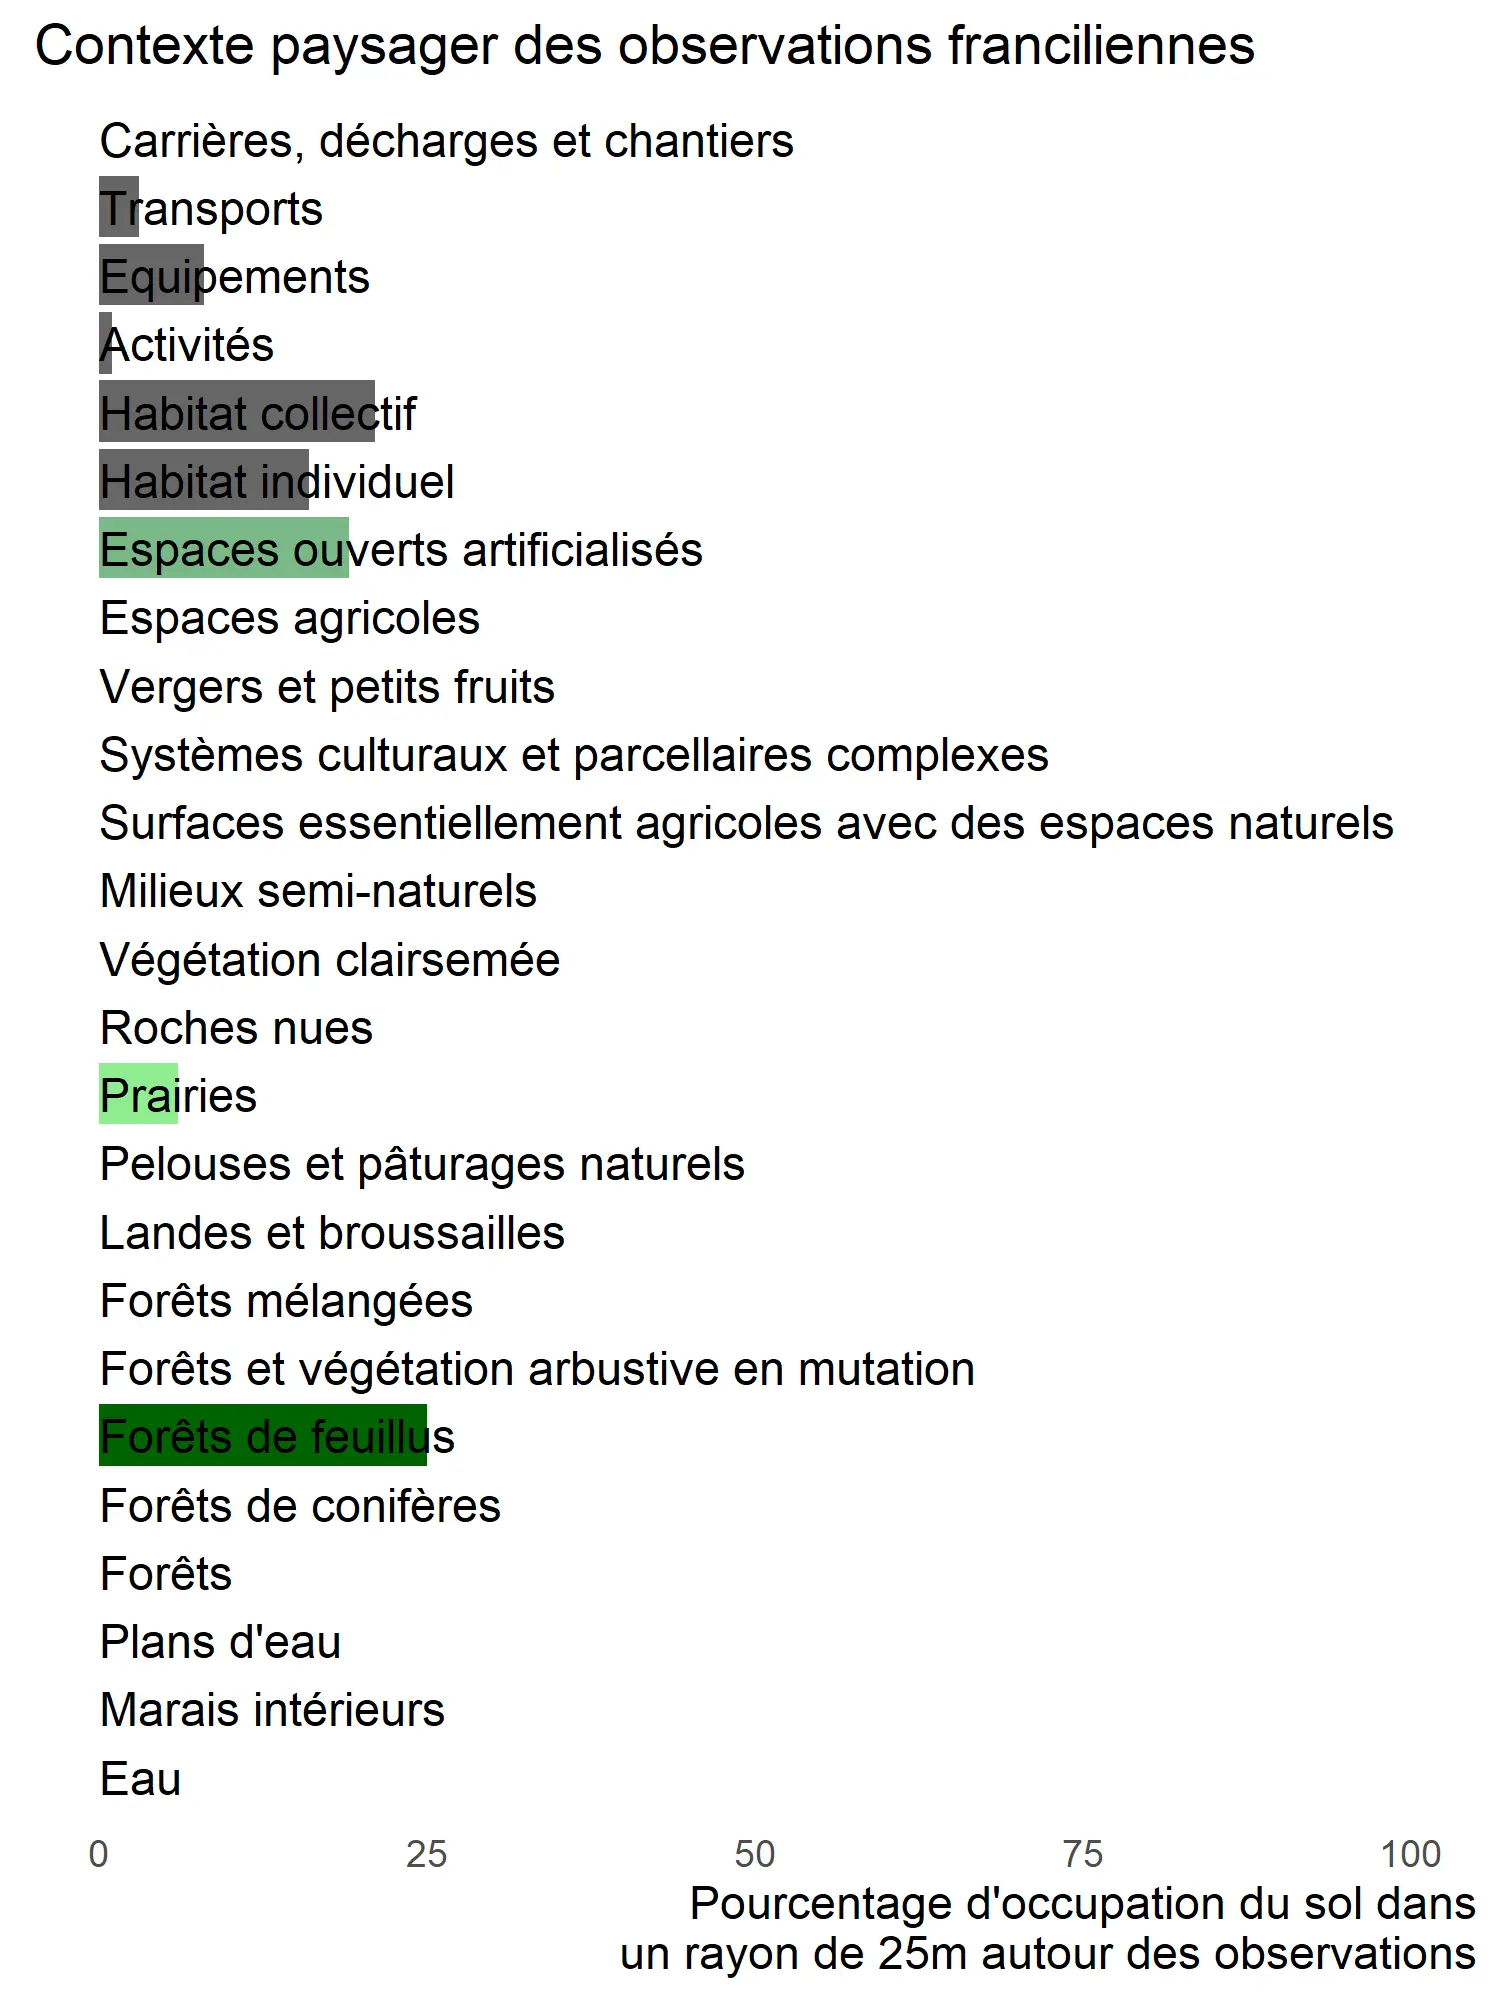 Contexte paysager des observations franciliennes
Carrières, décharges et chantiers
Transports
Equipements
Activités
Habitat collectif
Habitat individuel
Espaces ouverts artificialisés
Espaces agricoles
Vergers et petits fruits
Systèmes culturaux et parcellaires complexes
Surfaces essentiellement agricoles avec des espaces naturels
Milieux semi-naturels
Végétation clairsemée
Roches nues
Prairies
Pelouses et pâturages naturels
Landes et broussailles
Forêts mélangées
Forêts et végétation arbustive en mutation
Forêts de feuillus
Forêts de conifères
Forêts
Plans d'eau
Marais intérieurs
Eau
0 25 50 75 100
Pourcentage d'occupation du sol dans
un rayon de 25m autour des observations